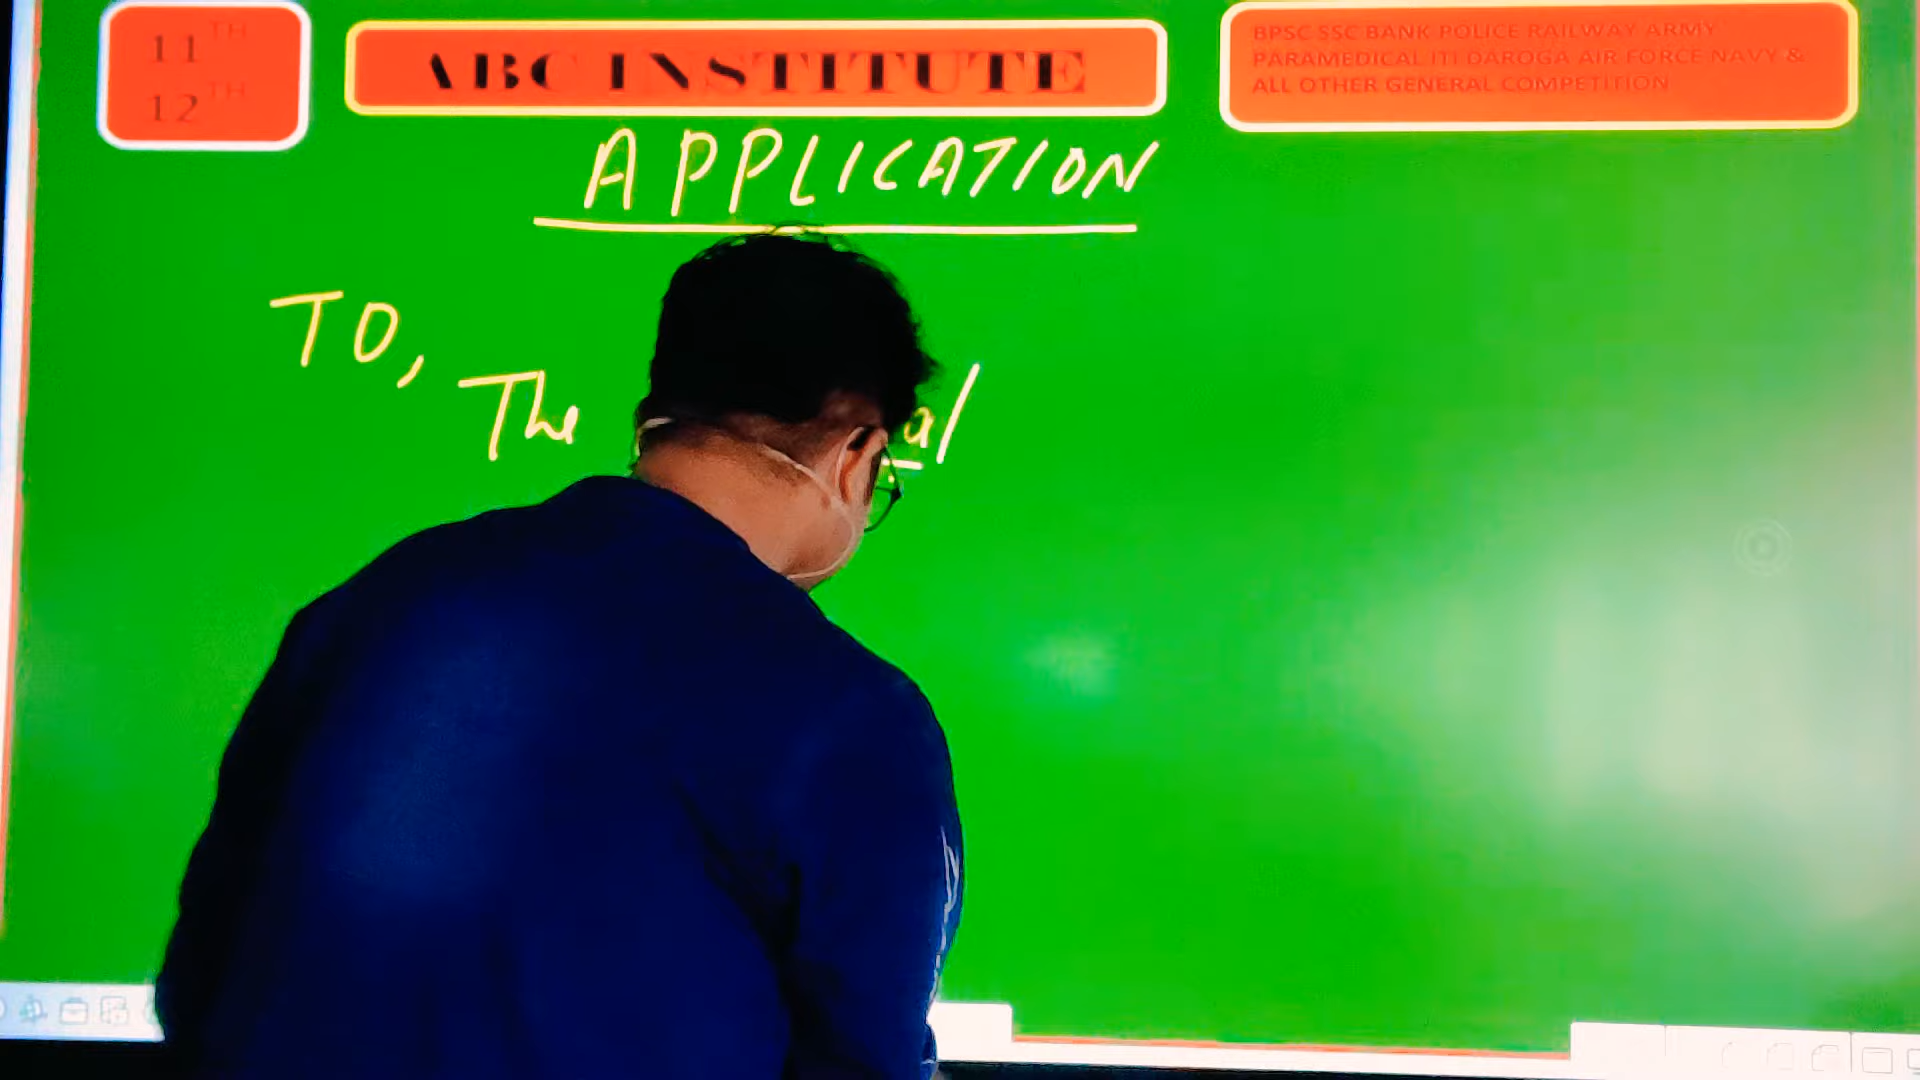 11TH
12TH
ABC INSTITUTE
BPSC SSC BANK POLICE RAILWAY ARMY
PARAMEDICAL ITI DAROGA AIR FORCE NAVY &
ALL OTHER GENERAL COMPETITION
APPLICATION
TO,
The